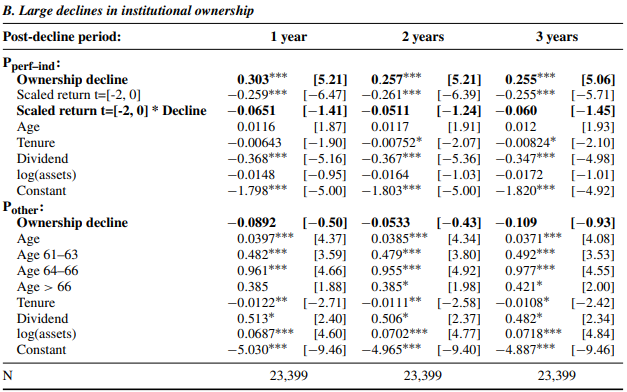 B. Large declines in institutional ownership
Post-decline period: 1 year 2 years 3 years
Pperf–ind:
Ownership decline 0.303*** [5.21] 0.257*** [5.21] 0.255*** [5.06]
Scaled return t=[-2, 0] −0.259*** [−6.47] −0.261*** [−6.39] −0.255*** [−5.71]
Scaled return t=[-2, 0] * Decline −0.0651 [−1.41] −0.0511 [−1.24] −0.060 [−1.45]
Age 0.0116 [1.87] 0.0117 [1.91] 0.012 [1.93]
Tenure −0.00643 [−1.90] −0.00752* [−2.07] −0.00824* [−2.10]
Dividend −0.368*** [−5.16] −0.367*** [−5.36] −0.347*** [−4.98]
log(assets) −0.0148 [−0.95] −0.0164 [−1.03] −0.0172 [−1.01]
Constant −1.798*** [−5.00] −1.803*** [−5.00] −1.820*** [−4.92]
Pother:
Ownership decline −0.0892 [−0.50] −0.0533 [−0.43] −0.109 [−0.93]
Age 0.0397*** [4.37] 0.0385*** [4.34] 0.0371*** [4.08]
Age 61–63 0.482*** [3.59] 0.479*** [3.80] 0.492*** [3.53]
Age 64–66 0.961*** [4.66] 0.955*** [4.92] 0.977*** [4.55]
Age > 66 0.385 [1.88] 0.385* [1.98] 0.421* [2.00]
Tenure −0.0122** [−2.71] −0.0111** [−2.58] −0.0108* [−2.42]
Dividend 0.513* [2.40] 0.506* [2.37] 0.482* [2.34]
log(assets) 0.0687*** [4.60] 0.0702*** [4.77] 0.0718*** [4.84]
Constant −5.030*** [−9.46] −4.965*** [−9.40] −4.887*** [−9.46]
N 23,399 23,399 23,399